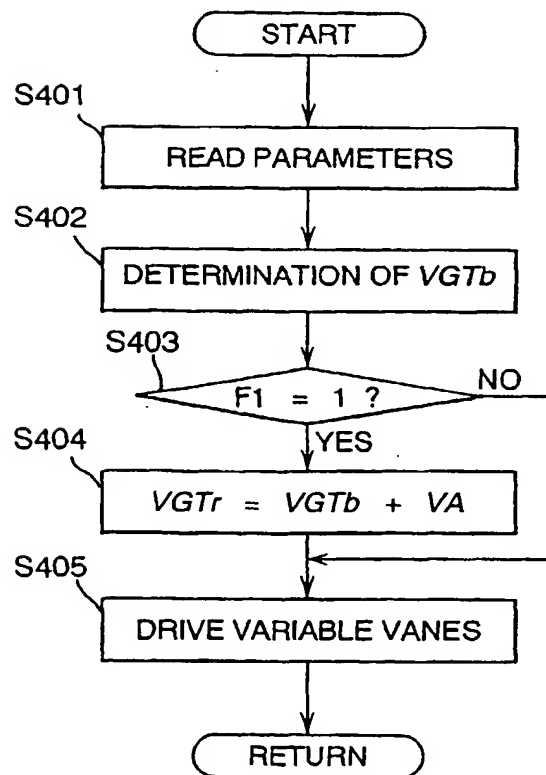 START
S401
READ PARAMETERS
S402
DETERMINATION OF VGTb
S403
F1 = 1 ?
NO
YES
S404
VGTr = VGTb + VA
S405
DRIVE VARIABLE VANES
RETURN